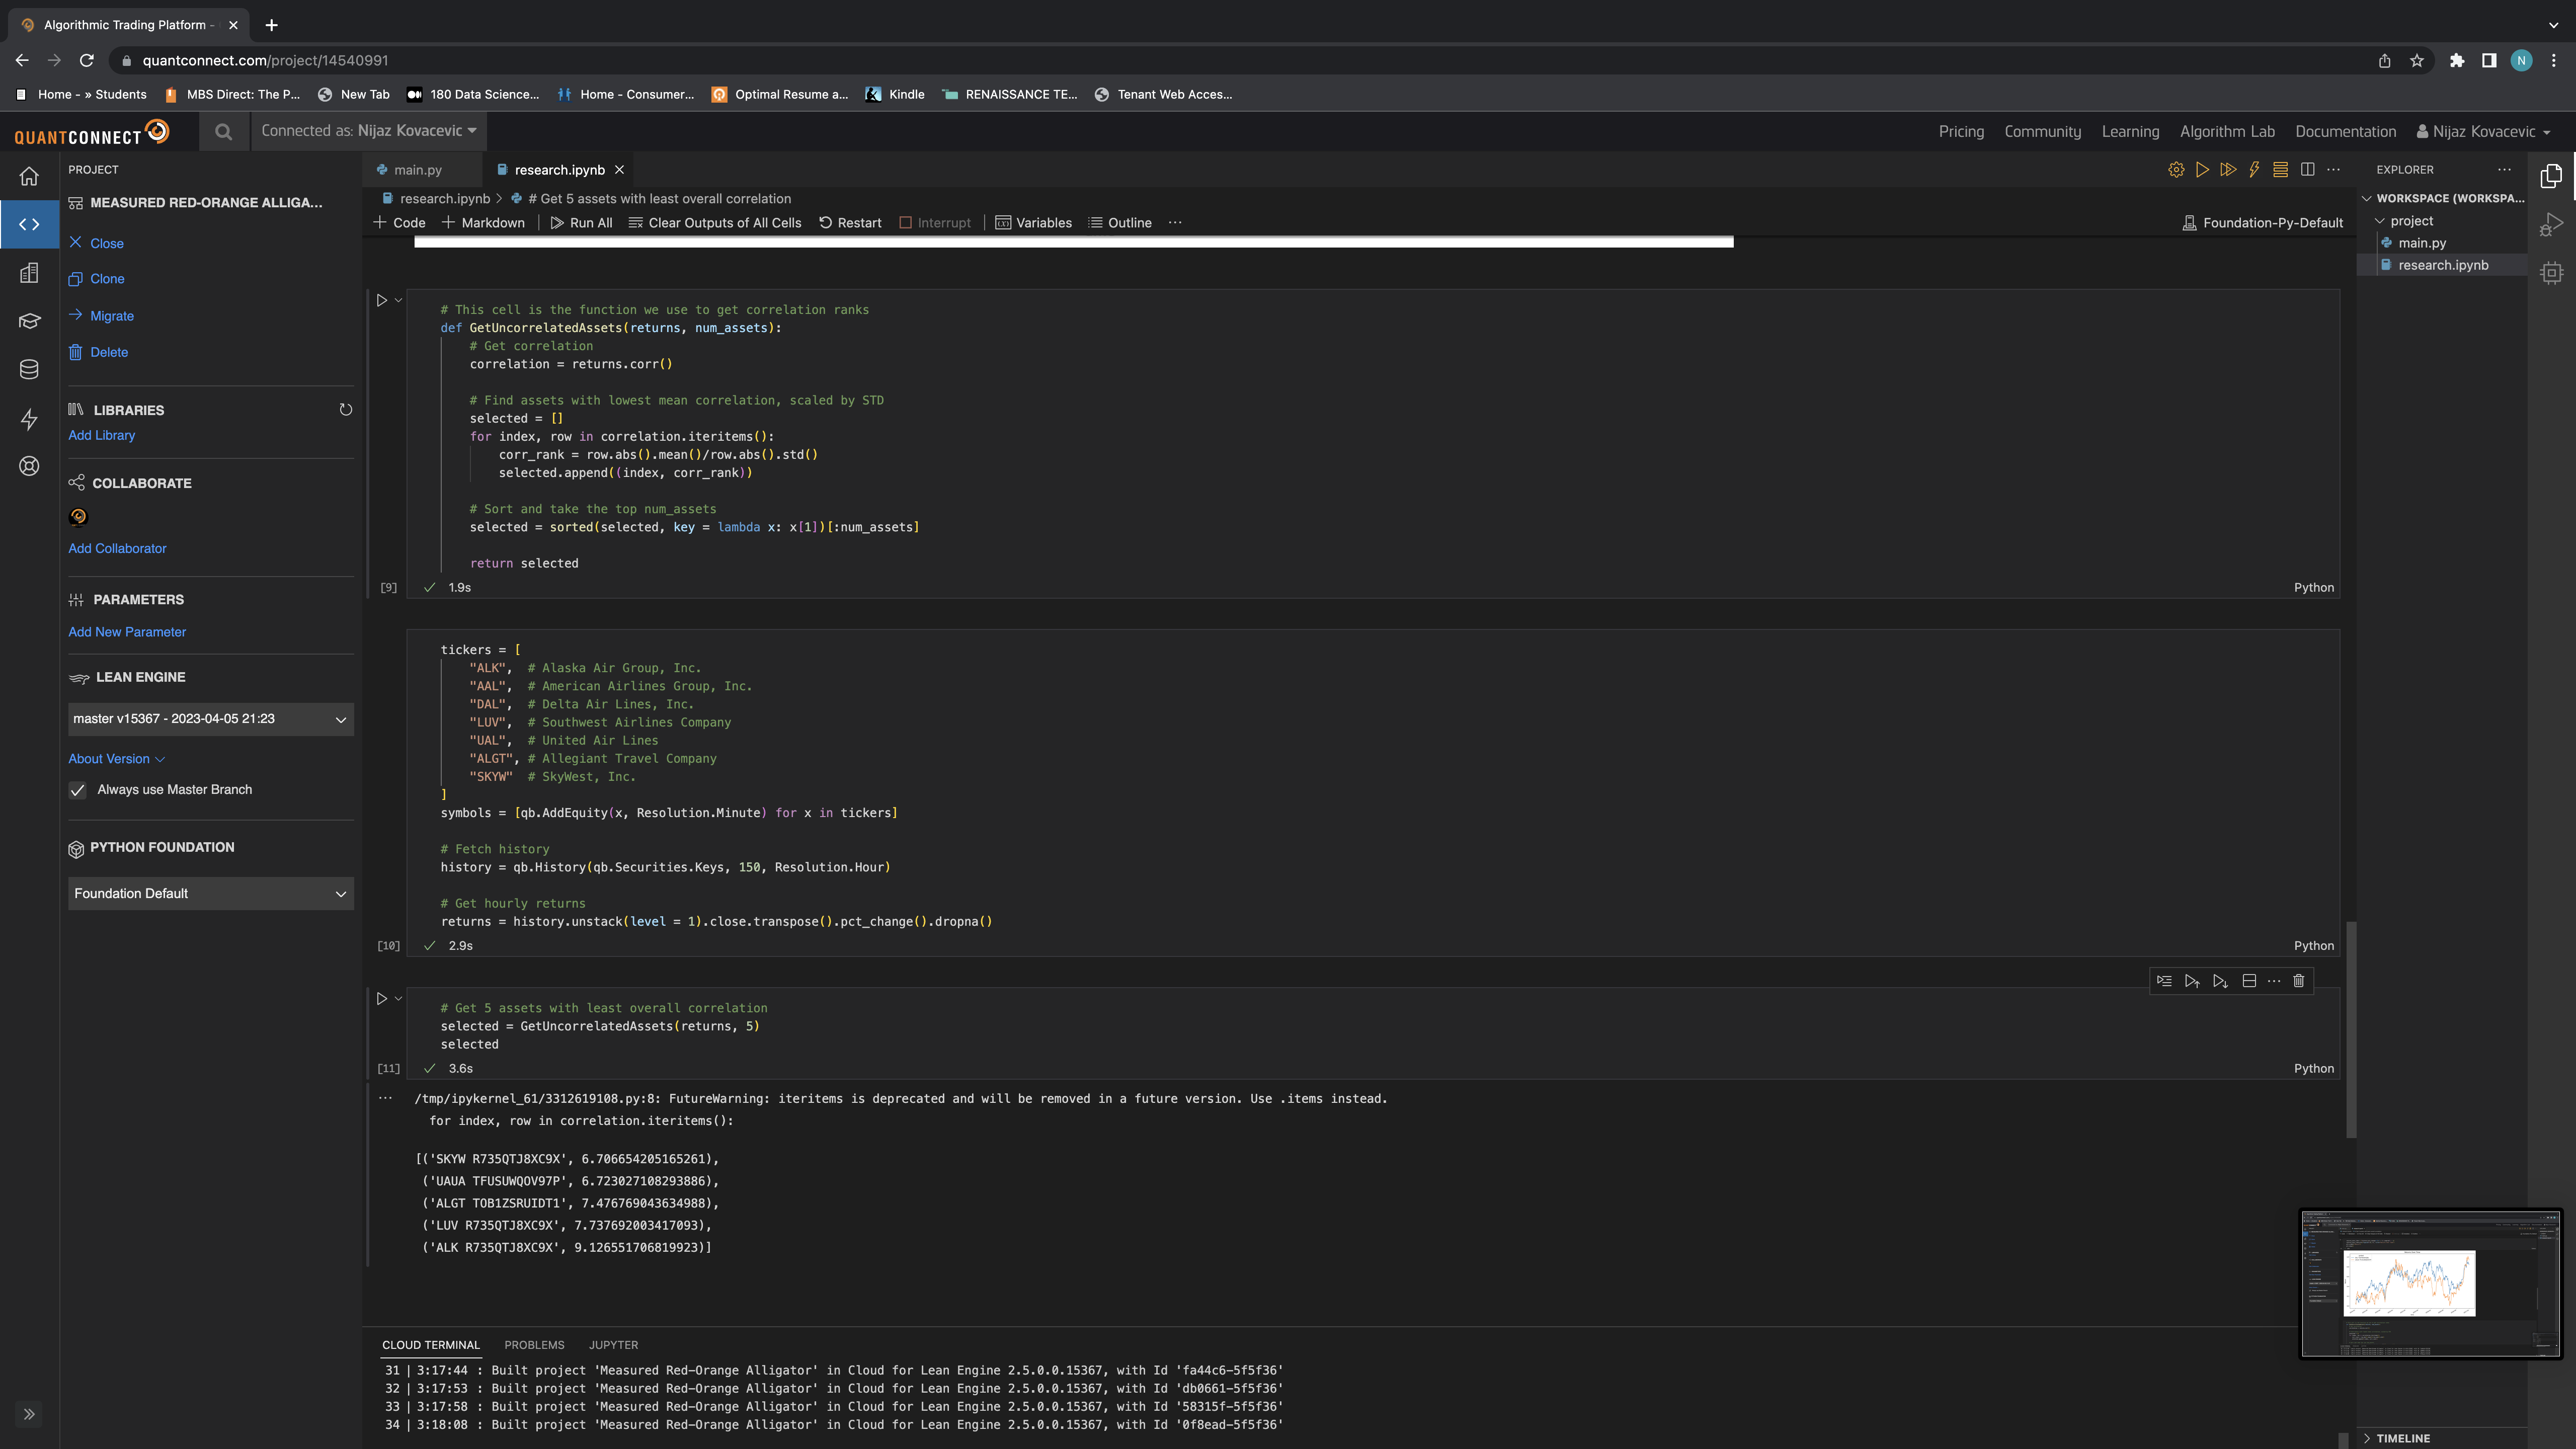 Algorithmic Trading Platform -
quantconnect.com/project/14540991
N
Home - » Students
MBS Direct: The P...
New Tab
180 Data Science...
Home - Consumer...
Optimal Resume a...
Kindle
RENAISSANCE TE...
Tenant Web Acces...
QUANTCONNECT
Connected as: Nijaz Kovacevic
Pricing
Community
Learning
Algorithm Lab
Documentation
Nijaz Kovacevic
PROJECT
MEASURED RED-ORANGE ALLIGA...
Close
Clone
Migrate
Delete
LIBRARIES
Add Library
COLLABORATE
Add Collaborator
PARAMETERS
Add New Parameter
LEAN ENGINE
master v15367 - 2023-04-05 21:23
About Version
Always use Master Branch
PYTHON FOUNDATION
Foundation Default
main.py
research.ipynb
research.ipynb > # Get 5 assets with least overall correlation
+ Code + Markdown | Run All Clear Outputs of All Cells Restart Interrupt | Variables Outline ...
Foundation-Py-Default
# This cell is the function we use to get correlation ranks
def GetUncorrelatedAssets(returns, num_assets):
# Get correlation
correlation = returns.corr()
# Find assets with lowest mean correlation, scaled by STD
selected = []
for index, row in correlation.iteritems():
corr_rank = row.abs().mean()/row.abs().std()
selected.append((index, corr_rank))
# Sort and take the top num_assets
selected = sorted(selected, key = lambda x: x[1])[:num_assets]
return selected
[9] 1.9s
Python
tickers = [
"ALK", # Alaska Air Group, Inc.
"AAL", # American Airlines Group, Inc.
"DAL", # Delta Air Lines, Inc.
"LUV", # Southwest Airlines Company
"UAL", # United Air Lines
"ALGT", # Allegiant Travel Company
"SKYW" # SkyWest, Inc.
]
symbols = [qb.AddEquity(x, Resolution.Minute) for x in tickers]
# Fetch history
history = qb.History(qb.Securities.Keys, 150, Resolution.Hour)
# Get hourly returns
returns = history.unstack(level = 1).close.transpose().pct_change().dropna()
[10] 2.9s
Python
# Get 5 assets with least overall correlation
selected = GetUncorrelatedAssets(returns, 5)
selected
[11] 3.6s
Python
/tmp/ipykernel_61/3312619108.py:8: FutureWarning: iteritems is deprecated and will be removed in a future version. Use .items instead.
for index, row in correlation.iteritems():
[('SKYW R735QTJ8XC9X', 6.706654205165261),
('UAUA TFUSUWQOV97P', 6.723027108293886),
('ALGT TOB1ZSRUIDT1', 7.476769043634988),
('LUV R735QTJ8XC9X', 7.737692003417093),
('ALK R735QTJ8XC9X', 9.126551706819923)]
CLOUD TERMINAL
PROBLEMS
JUPYTER
31 | 3:17:44 : Built project 'Measured Red-Orange Alligator' in Cloud for Lean Engine 2.5.0.0.15367, with Id 'fa44c6-5f5f36'
32 | 3:17:53 : Built project 'Measured Red-Orange Alligator' in Cloud for Lean Engine 2.5.0.0.15367, with Id 'db0661-5f5f36'
33 | 3:17:58 : Built project 'Measured Red-Orange Alligator' in Cloud for Lean Engine 2.5.0.0.15367, with Id '58315f-5f5f36'
34 | 3:18:08 : Built project 'Measured Red-Orange Alligator' in Cloud for Lean Engine 2.5.0.0.15367, with Id '0f8ead-5f5f36'
EXPLORER
WORKSPACE (WORKSPA...
project
main.py
research.ipynb
TIMELINE